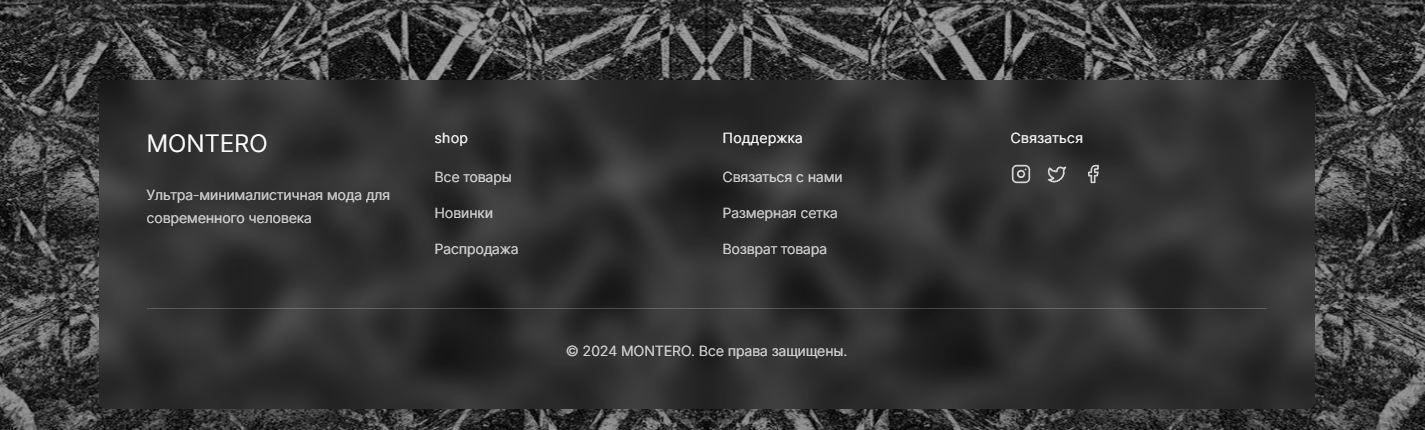 MONTERO
Ультра-минималистичная мода для
современного человека
shop
Все товары
Новинки
Распродажа
Поддержка
Связаться с нами
Размерная сетка
Возврат товара
Связаться
© 2024 MONTERO. Все права защищены.